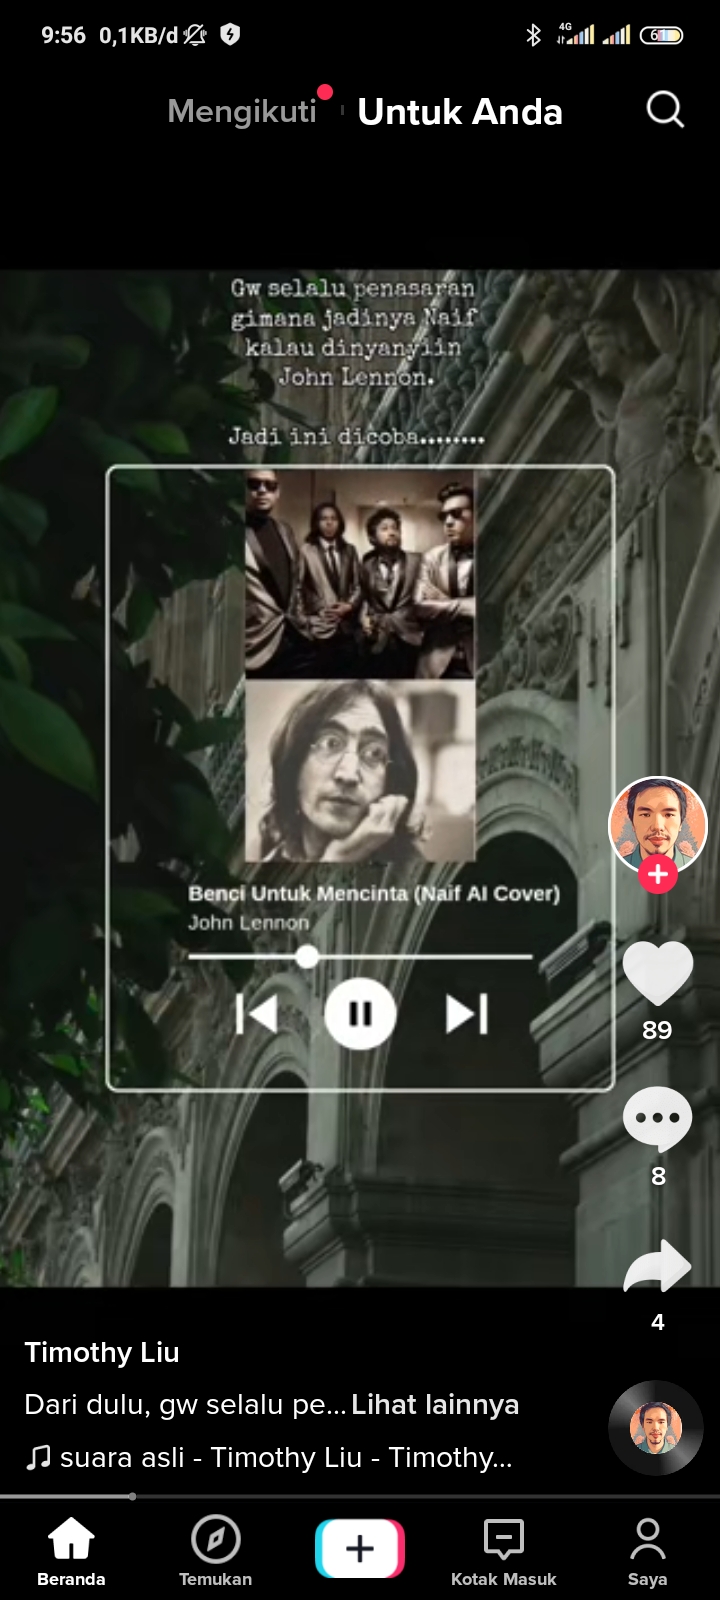 9:56 0,1KB/d
4G
61
Mengikuti
Untuk Anda
Gw selalu penasaran
gimana jadinya Naif
kalau dinyanyiin
John Lennon.
Jadi ini dicoba........
Benci Untuk Mencinta (Naif AI Cover)
John Lennon
89
8
4
Timothy Liu
Dari dulu, gw selalu pe... Lihat lainnya
suara asli - Timothy Liu - Timothy...
Beranda
Temukan
Kotak Masuk
Saya